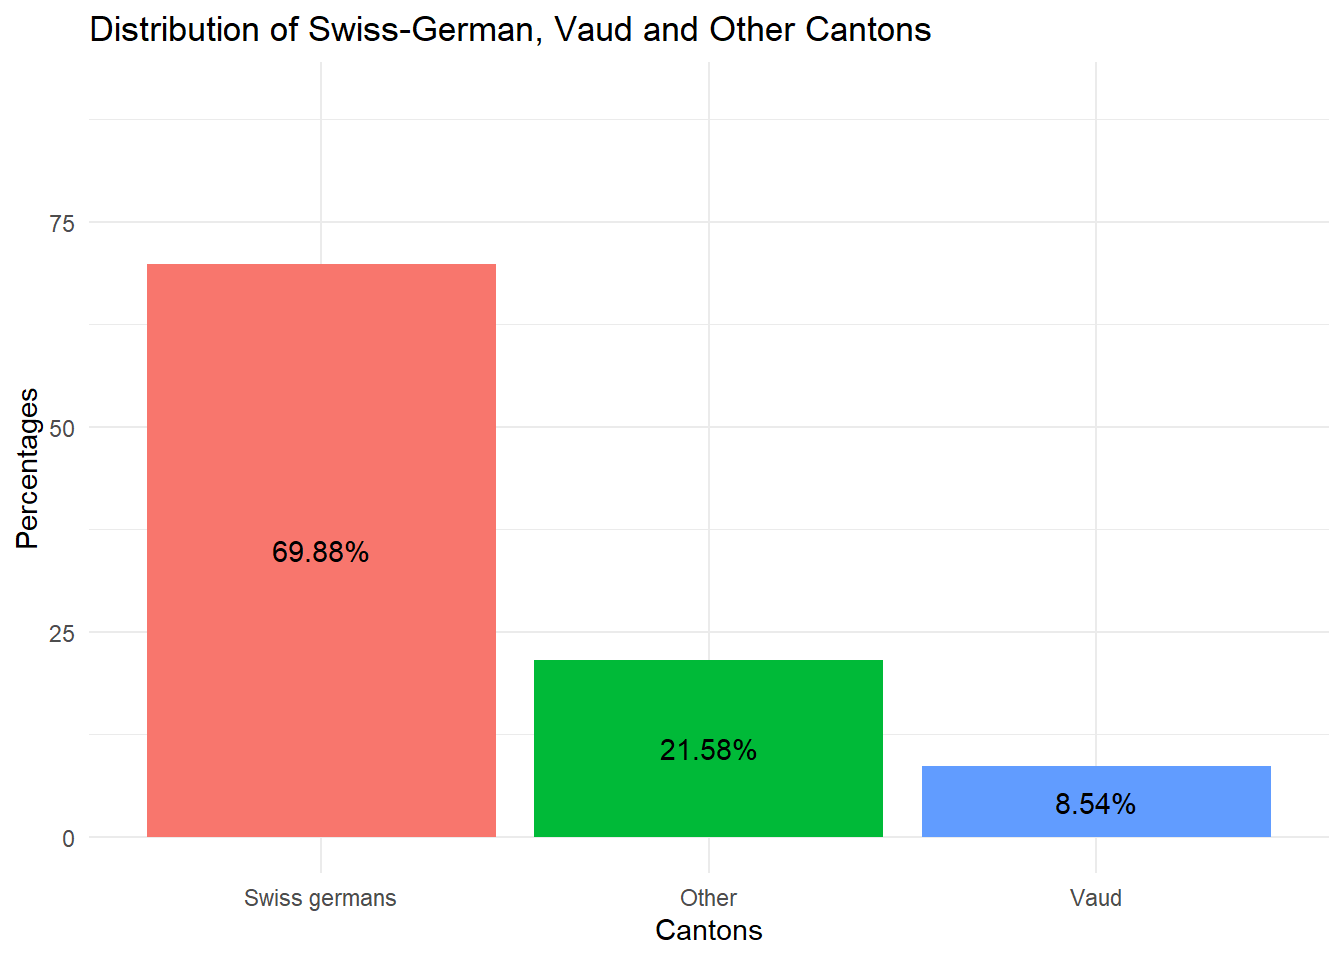 Distribution of Swiss-German, Vaud and Other Cantons
Percentages
75
50
25
0
69.88%
21.58%
8.54%
Swiss germans
Other
Vaud
Cantons